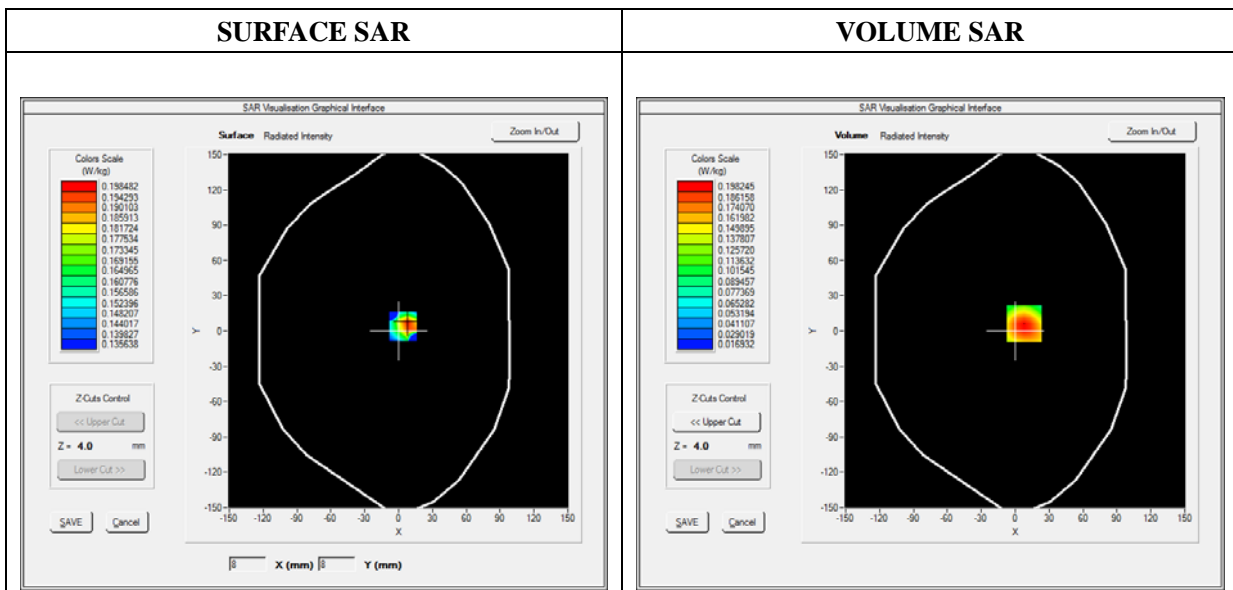 SURFACE SAR
VOLUME SAR
SAR Visualisation Graphical Interface
Surface Radiated Intensity
Zoom In/Out
Colors Scale
(W/kg)
0.198482
0.194293
0.190103
0.185913
0.181724
0.177534
0.173345
0.169155
0.164965
0.160776
0.156586
0.152396
0.148207
0.144017
0.139827
0.135638
Z-Cuts Control
<< Upper Cut
Z = 4.0 mm
Lower Cut >>
SAVE Cancel
150
120
90
60
30
0
-30
-60
-90
-120
-150
Y
-150 -120 -90 -60 -30 0 30 60 90 120 150
X
8 X (mm) 8 Y (mm)
SAR Visualisation Graphical Interface
Volume Radiated Intensity
Zoom In/Out
Colors Scale
(W/kg)
0.198245
0.186158
0.174070
0.161982
0.149895
0.137807
0.125720
0.113632
0.101545
0.089457
0.077369
0.065282
0.053194
0.041107
0.029019
0.016932
Z-Cuts Control
<< Upper Cut
Z = 4.0 mm
Lower Cut >>
SAVE Cancel
150
120
90
60
30
0
-30
-60
-90
-120
-150
Y
-150 -120 -90 -60 -30 0 30 60 90 120 150
X